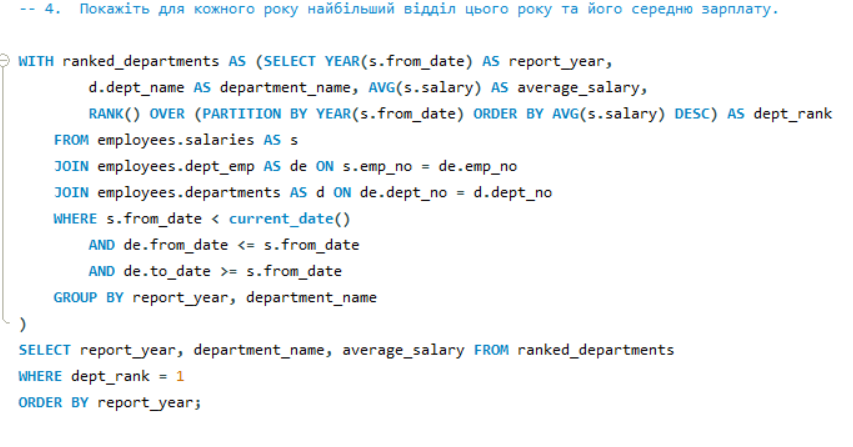 -- 4.  Покажіть для кожного року найбільший відділ цього року та його середню зарплату.
WITH ranked_departments AS (SELECT YEAR(s.from_date) AS report_year,
d.dept_name AS department_name, AVG(s.salary) AS average_salary,
RANK() OVER (PARTITION BY YEAR(s.from_date) ORDER BY AVG(s.salary) DESC) AS dept_rank
FROM employees.salaries AS s
JOIN employees.dept_emp AS de ON s.emp_no = de.emp_no
JOIN employees.departments AS d ON de.dept_no = d.dept_no
WHERE s.from_date < current_date()
AND de.from_date <= s.from_date
AND de.to_date >= s.from_date
GROUP BY report_year, department_name
)
SELECT report_year, department_name, average_salary FROM ranked_departments
WHERE dept_rank = 1
ORDER BY report_year;